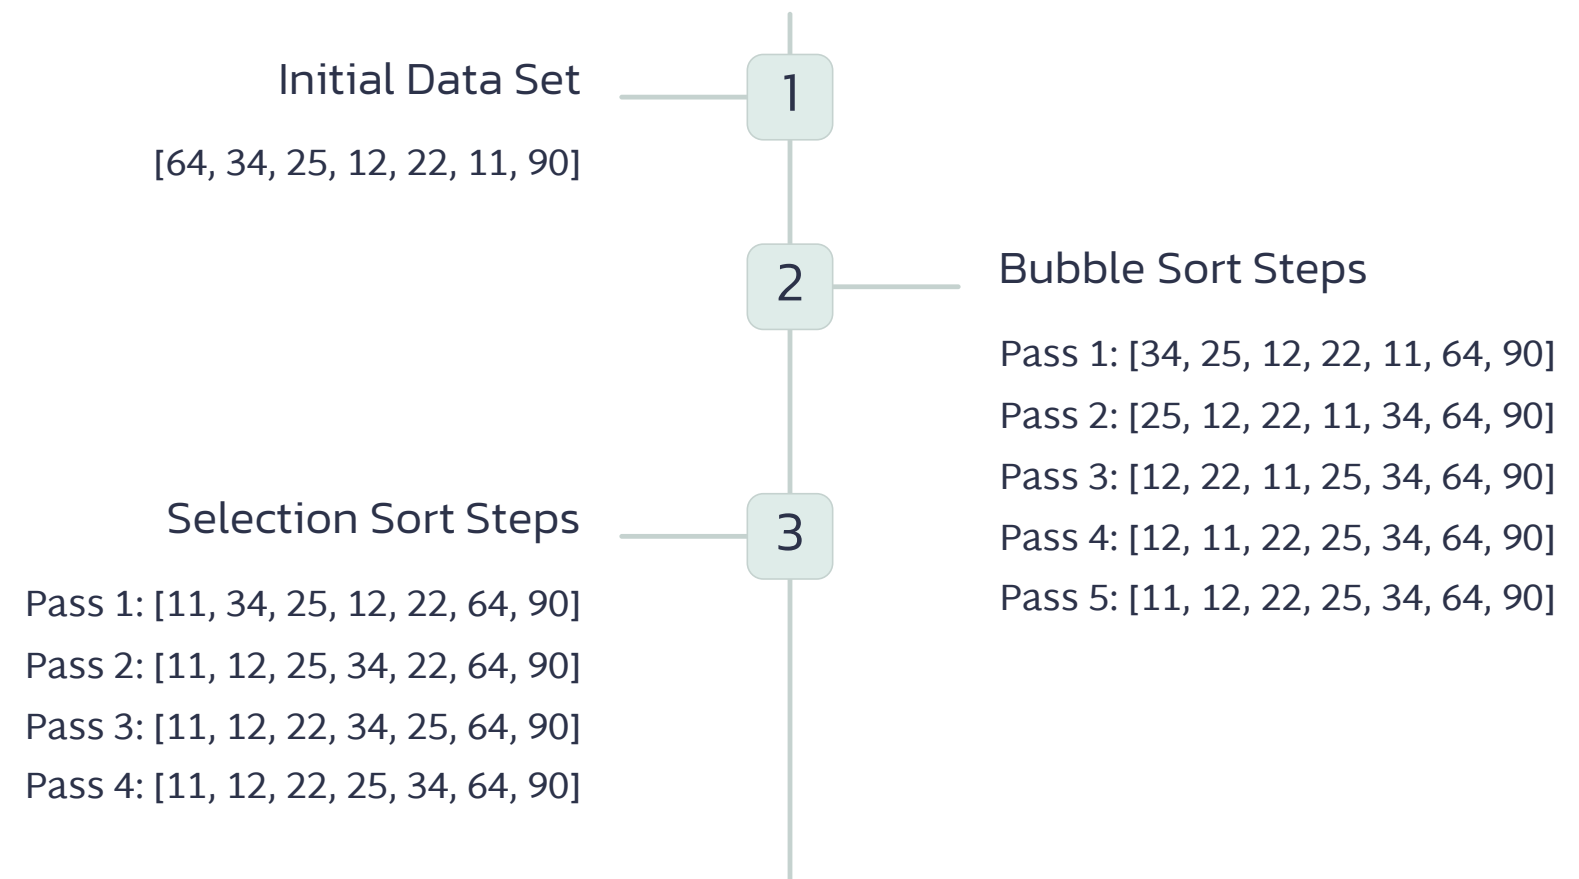 1
Initial Data Set
[64, 34, 25, 12, 22, 11, 90]
2
Bubble Sort Steps
Pass 1: [34, 25, 12, 22, 11, 64, 90]
Pass 2: [25, 12, 22, 11, 34, 64, 90]
Pass 3: [12, 22, 11, 25, 34, 64, 90]
Pass 4: [12, 11, 22, 25, 34, 64, 90]
Pass 5: [11, 12, 22, 25, 34, 64, 90]
3
Selection Sort Steps
Pass 1: [11, 34, 25, 12, 22, 64, 90]
Pass 2: [11, 12, 25, 34, 22, 64, 90]
Pass 3: [11, 12, 22, 34, 25, 64, 90]
Pass 4: [11, 12, 22, 25, 34, 64, 90]